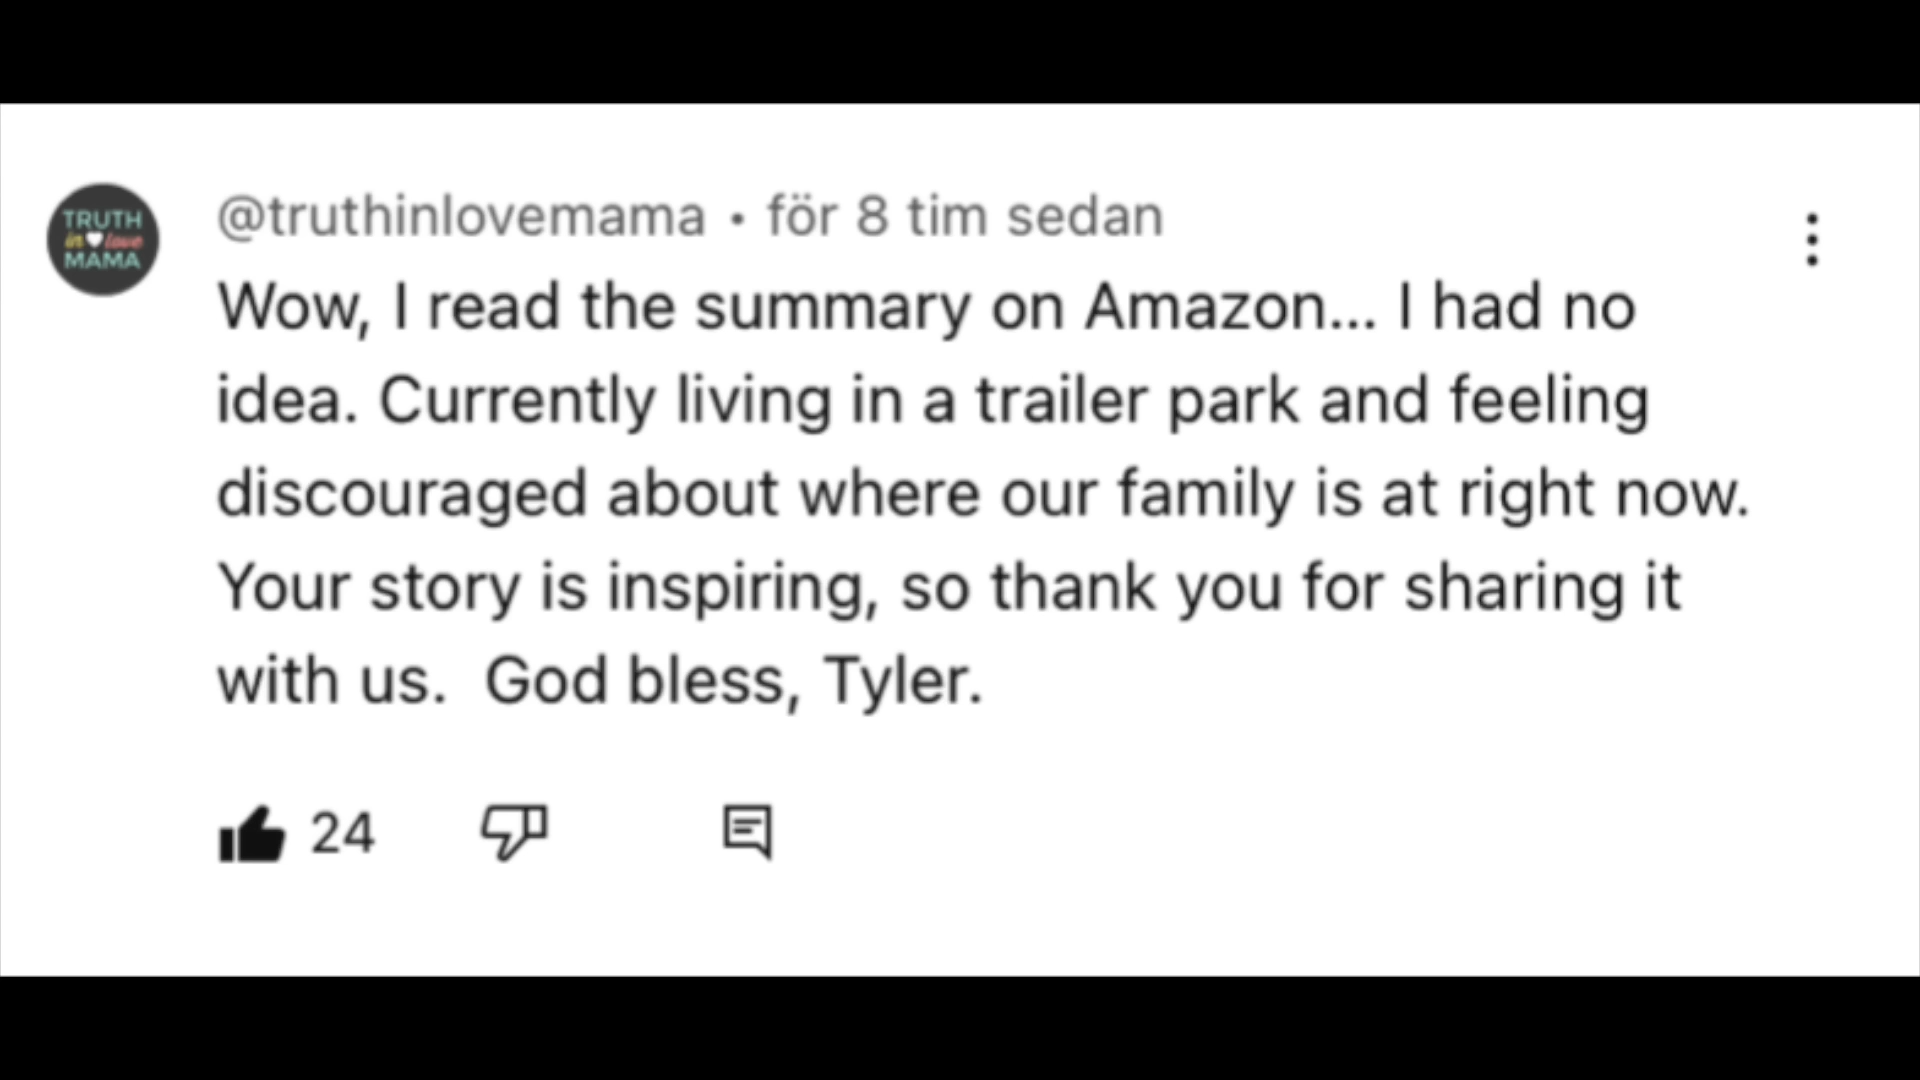 TRUTH
in love
MAMA
@truthinlovemama • för 8 tim sedan
Wow, I read the summary on Amazon... I had no
idea. Currently living in a trailer park and feeling
discouraged about where our family is at right now.
Your story is inspiring, so thank you for sharing it
with us.  God bless, Tyler.
24